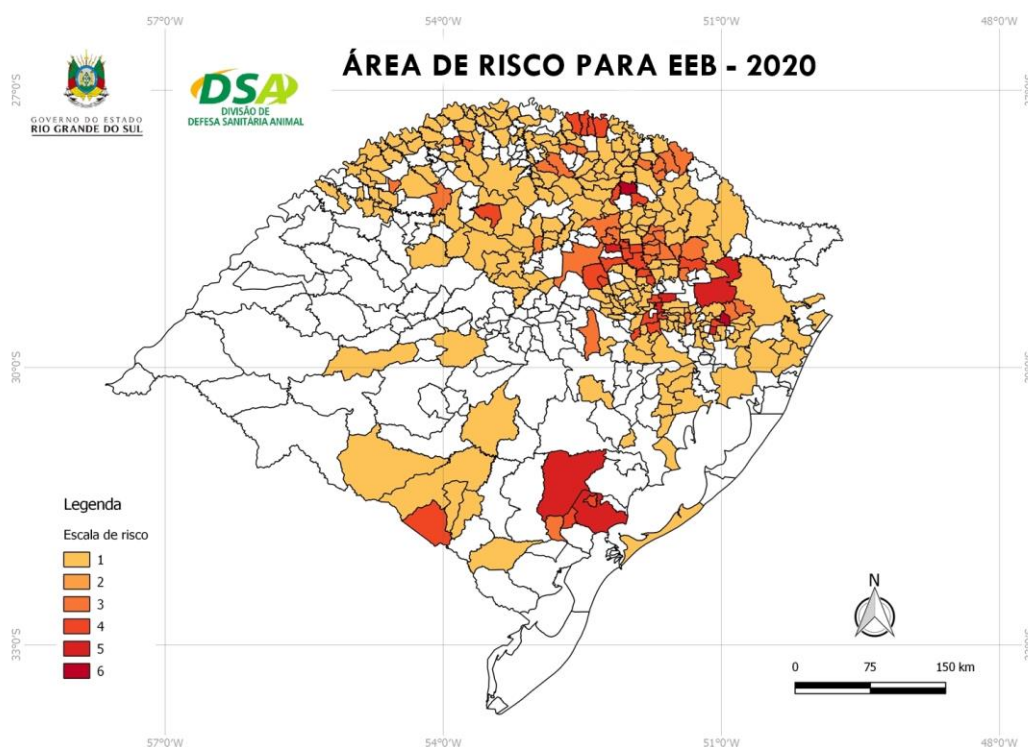 57°0'W
54°0'W
51°0'W
48°0'W
ÁREA DE RISCO PARA EEB - 2020
27°0'S
GOVERNO DO ESTADO
RIO GRANDE DO SUL
DSA
DIVISÃO DE
DEFESA SANITÁRIA ANIMAL
30°0'S
Legenda
Escala de risco
1
2
3
4
5
6
N
33°0'S
0 75 150 km
57°0'W
54°0'W
51°0'W
48°0'W